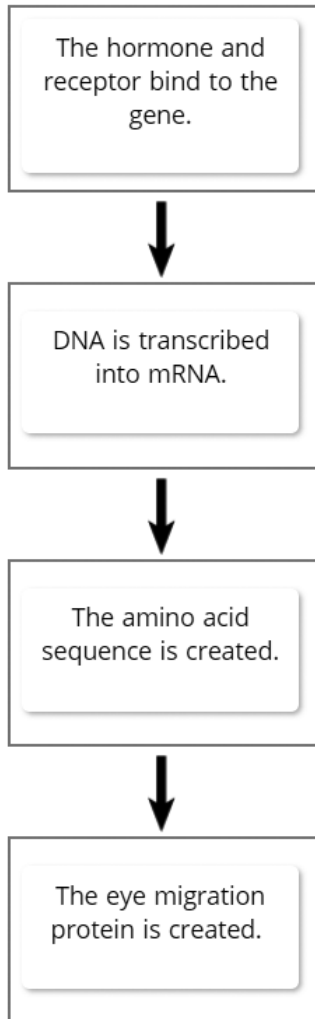 The hormone and
receptor bind to the
gene.
DNA is transcribed
into mRNA.
The amino acid
sequence is created.
The eye migration
protein is created.